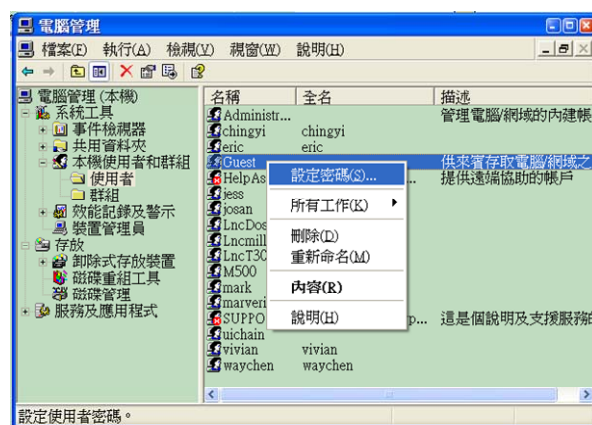 電腦管理
檔案(F) 執行(A) 檢視(V) 視窗(W) 說明(H)
電腦管理 (本機)
系統工具
事件檢視器
共用資料夾
本機使用者和群組
使用者
群組
效能記錄及警示
裝置管理員
存放
卸除式存放裝置
磁碟重組工具
磁碟管理
服務及應用程式
名稱 全名 描述
Administr... 管理電腦/網域的內建帳
chingyi chingyi
eric eric
Guest 供來賓存取電腦/網域之
HelpAs ... 提供遠端協助的帳戶
jess
josan
LncDos
Lncmill
LncT30
M500
mark
marveri
SUPPO p... 這是個說明及支援服務的
uichain
vivian vivian
waychen waychen
設定密碼(S)...
所有工作(K)
刪除(D)
重新命名(M)
內容(R)
說明(H)
設定使用者密碼。